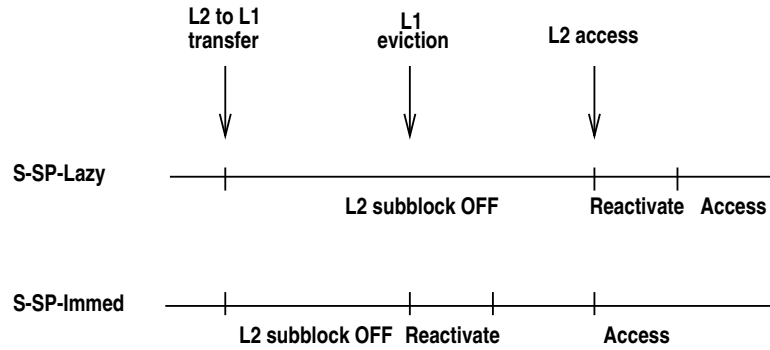 L2 to L1
transfer
L1
eviction
L2 access
S-SP-Lazy
L2 subblock OFF
Reactivate
Access
S-SP-Immed
L2 subblock OFF
Reactivate
Access